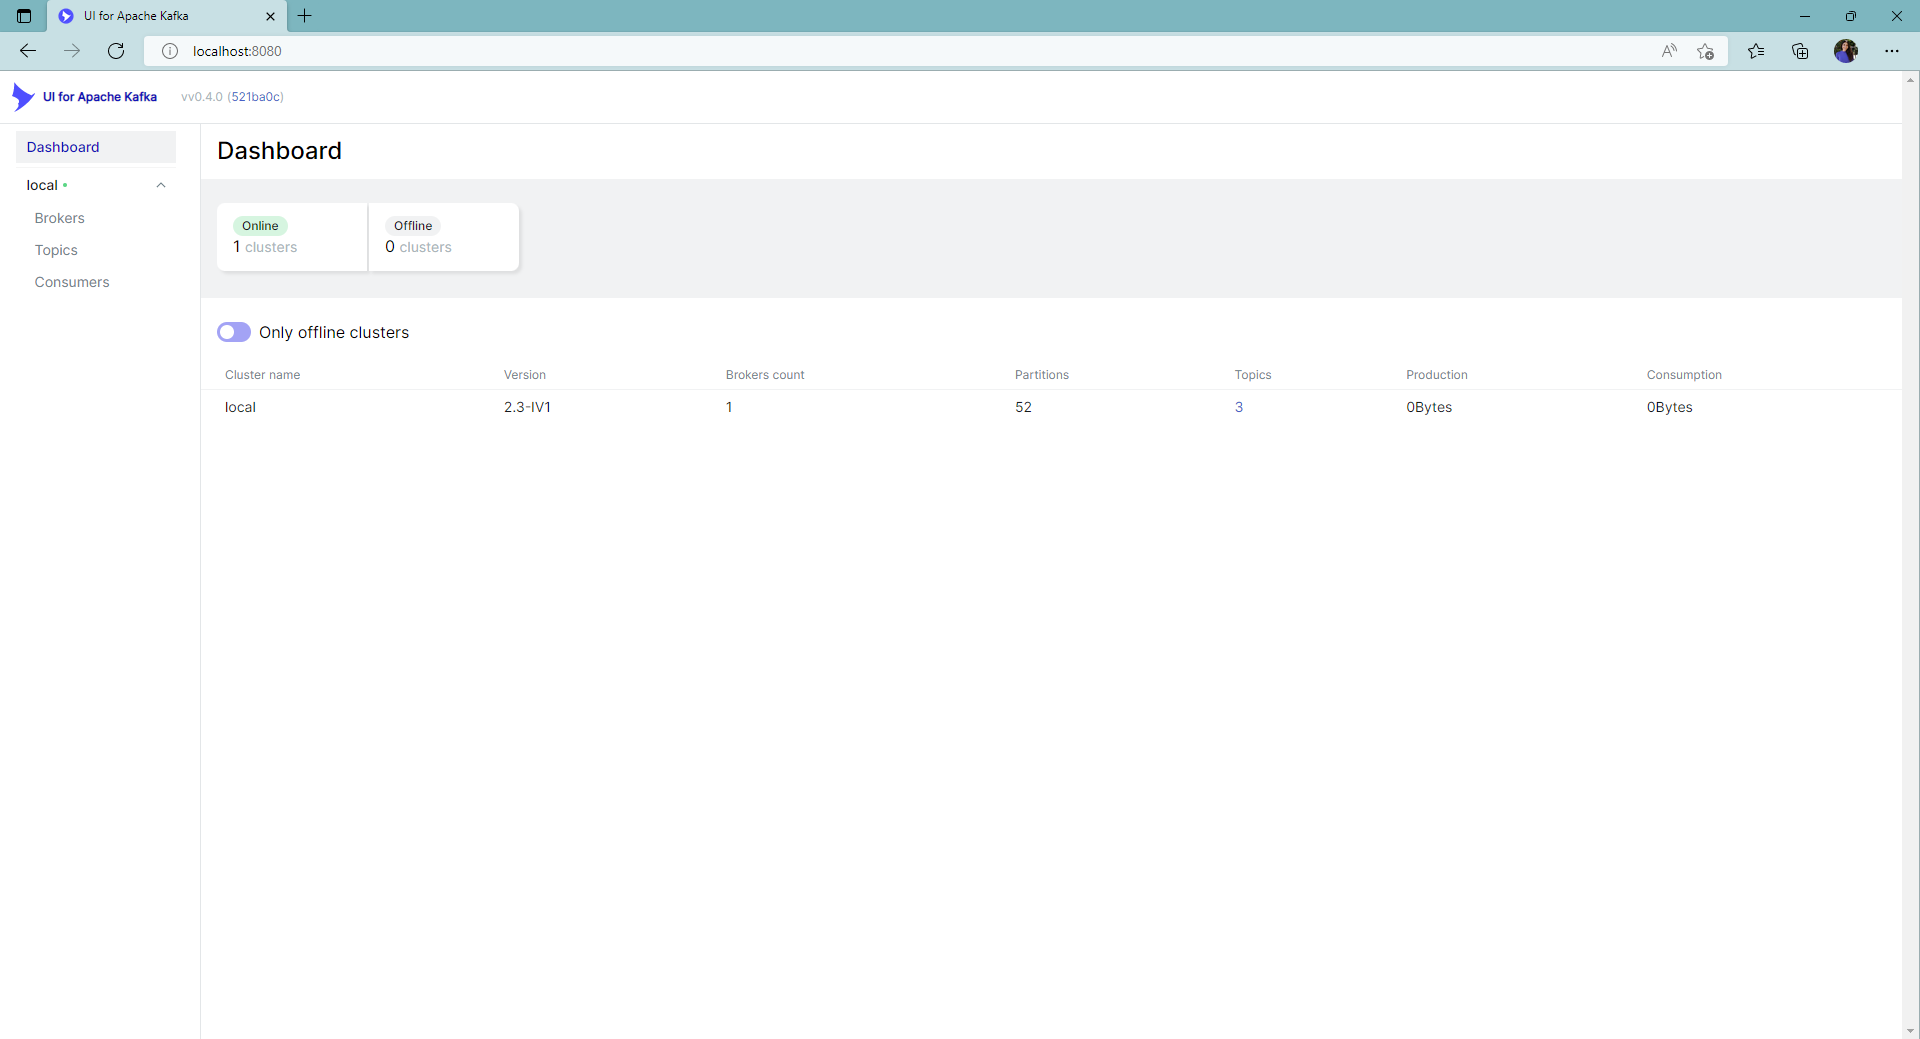 UI for Apache Kafka
localhost:8080
UI for Apache Kafka vv0.4.0 (521ba0c)
Dashboard
local
Brokers
Topics
Consumers
Dashboard
Online
1 clusters
Offline
0 clusters
Only offline clusters
Cluster name Version Brokers count Partitions Topics Production Consumption
local 2.3-IV1 1 52 3 0Bytes 0Bytes